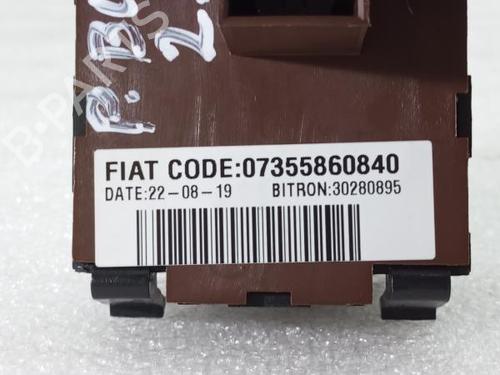 FIAT CODE:07355860840
DATE:22-08-19 BITRON:30280895